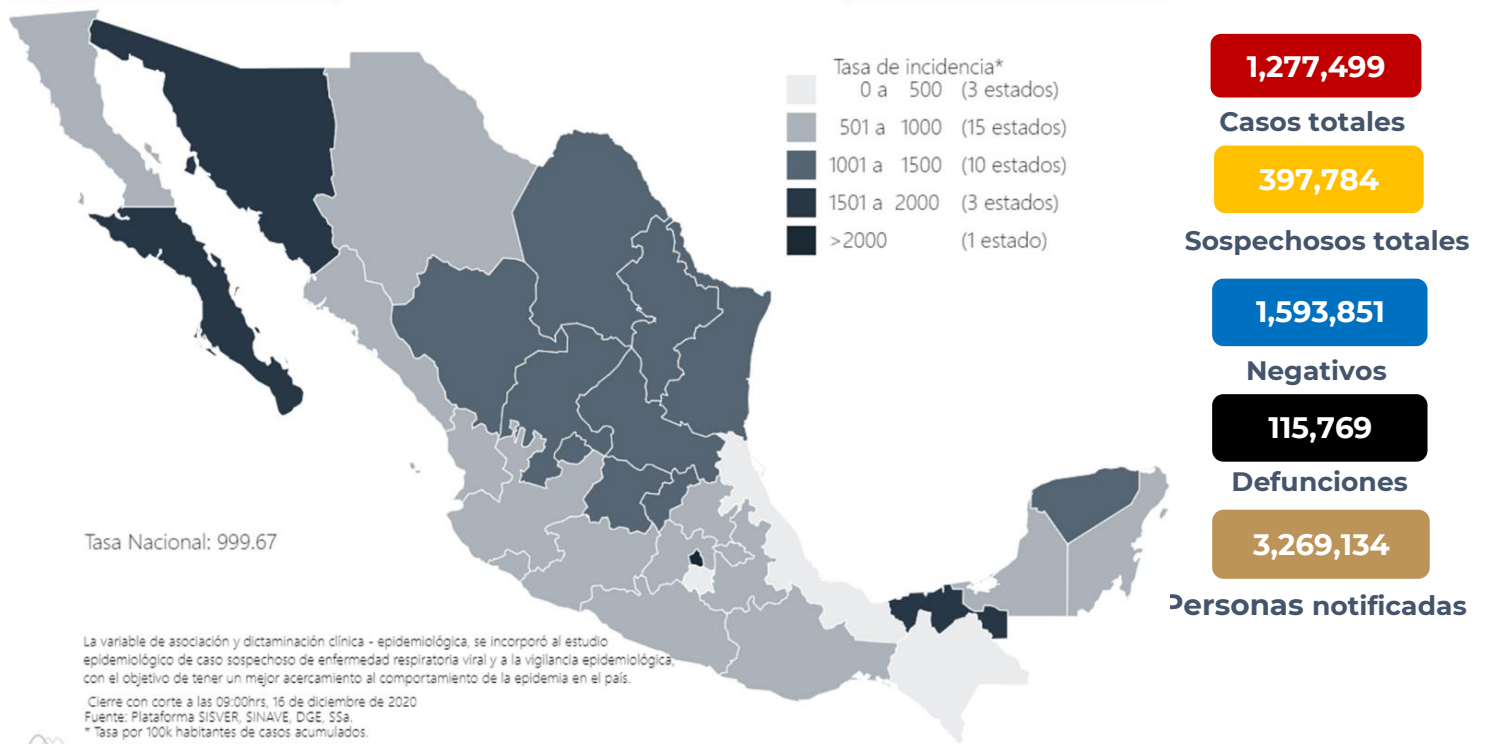 Tasa de incidencia*
0 a 500 (3 estados)
501 a 1000 (15 estados)
1001 a 1500 (10 estados)
1501 a 2000 (3 estados)
>2000 (1 estado)
Tasa Nacional: 999.67
La variable de asociación y dictaminación clínica - epidemiológica, se incorporó al estudio
epidemiológico de caso sospechoso de enfermedad respiratoria viral y a la vigilancia epidemiológica,
con el objetivo de tener un mejor acercamiento al comportamiento de la epidemia en el país.
Cierre con corte a las 09:00hrs, 16 de diciembre de 2020
Fuente: Plataforma SISVER, SINAVE, DGE, SSa.
* Tasa por 100k habitantes de casos acumulados.
1,277,499
Casos totales
397,784
Sospechosos totales
1,593,851
Negativos
115,769
Defunciones
3,269,134
Personas notificadas